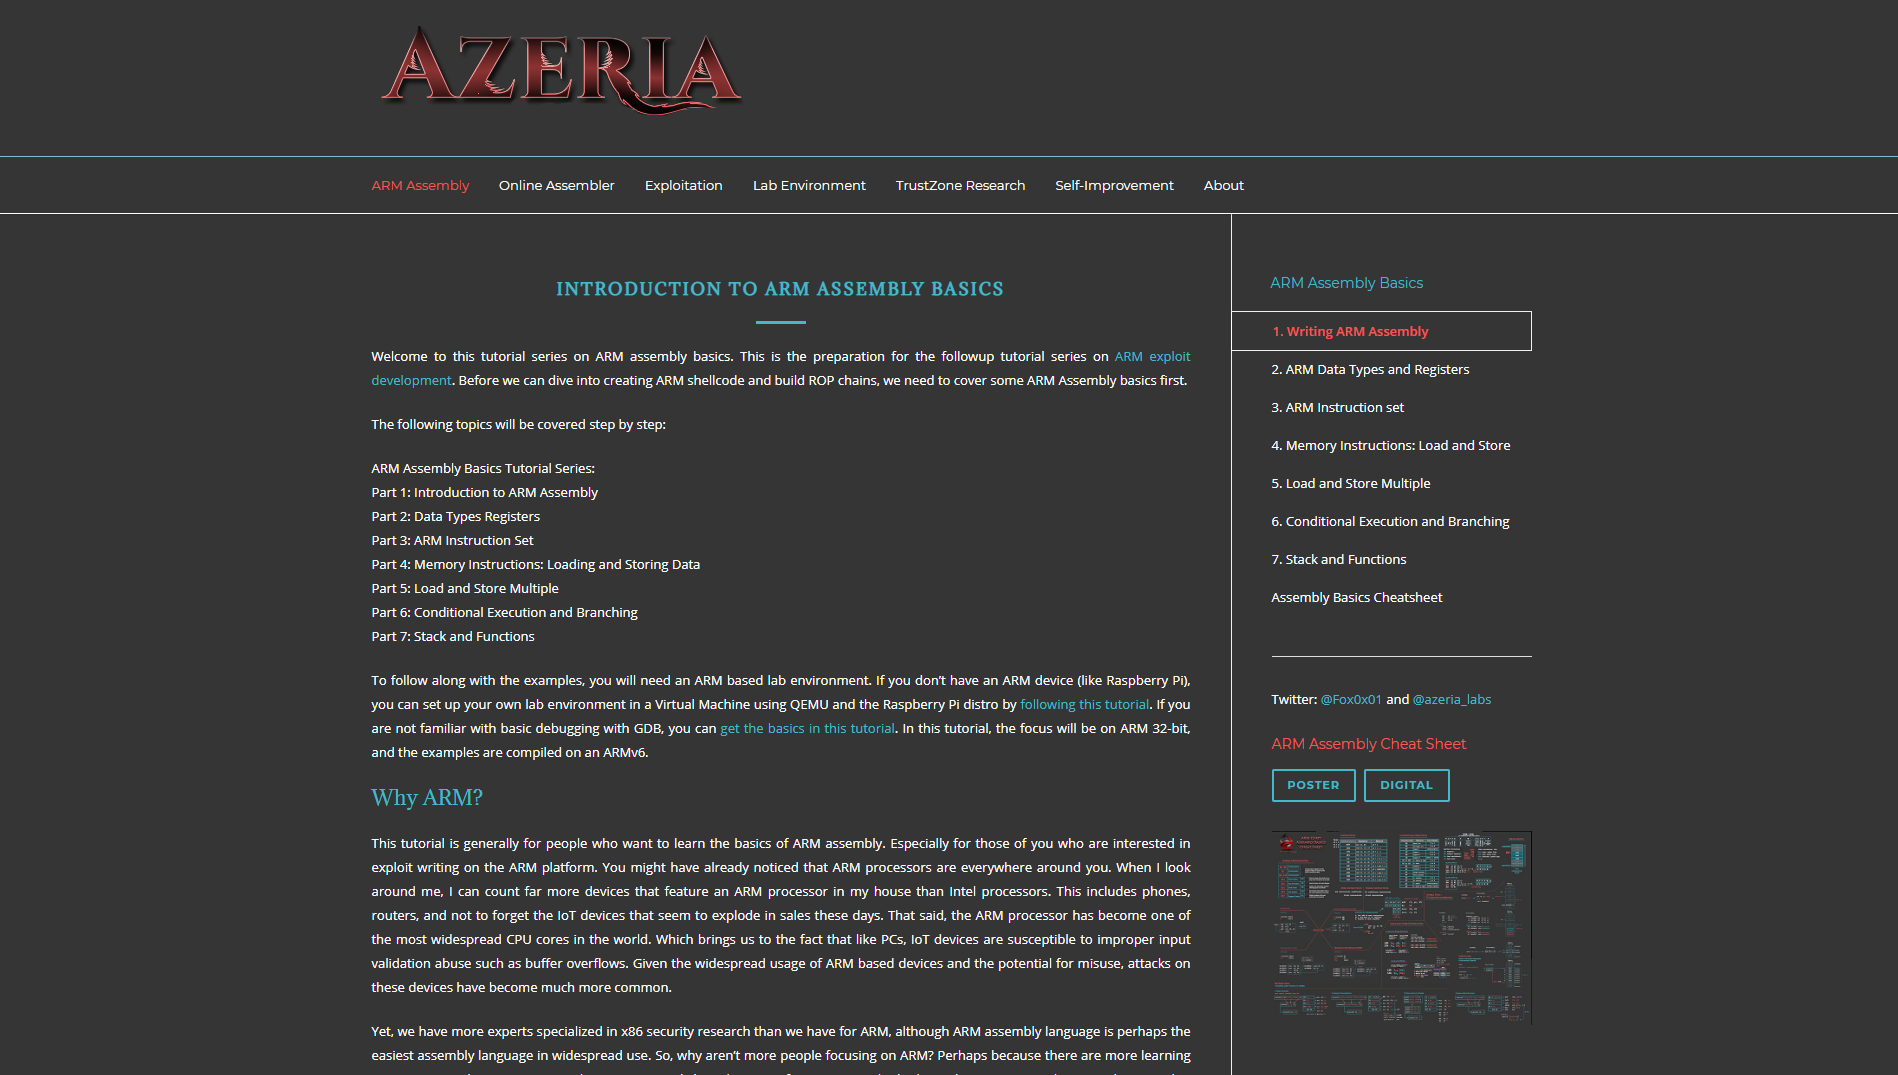 AZERIA
ARM Assembly
Online Assembler
Exploitation
Lab Environment
TrustZone Research
Self-Improvement
About
INTRODUCTION TO ARM ASSEMBLY BASICS
Welcome to this tutorial series on ARM assembly basics. This is the preparation for the followup tutorial series on ARM exploit
development. Before we can dive into creating ARM shellcode and build ROP chains, we need to cover some ARM Assembly basics first.
The following topics will be covered step by step:
ARM Assembly Basics Tutorial Series:
Part 1: Introduction to ARM Assembly
Part 2: Data Types Registers
Part 3: ARM Instruction Set
Part 4: Memory Instructions: Loading and Storing Data
Part 5: Load and Store Multiple
Part 6: Conditional Execution and Branching
Part 7: Stack and Functions
To follow along with the examples, you will need an ARM based lab environment. If you don't have an ARM device (like Raspberry Pi),
you can set up your own lab environment in a Virtual Machine using QEMU and the Raspberry Pi distro by following this tutorial. If you
are not familiar with basic debugging with GDB, you can get the basics in this tutorial. In this tutorial, the focus will be on ARM 32-bit,
and the examples are compiled on an ARMv6.
Why ARM?
This tutorial is generally for people who want to learn the basics of ARM assembly. Especially for those of you who are interested in
exploit writing on the ARM platform. You might have already noticed that ARM processors are everywhere around you. When I look
around me, I can count far more devices that feature an ARM processor in my house than Intel processors. This includes phones,
routers, and not to forget the IoT devices that seem to explode in sales these days. That said, the ARM processor has become one of
the most widespread CPU cores in the world. Which brings us to the fact that like PCs, IoT devices are susceptible to improper input
validation abuse such as buffer overflows. Given the widespread usage of ARM based devices and the potential for misuse, attacks on
these devices have become much more common.
Yet, we have more experts specialized in x86 security research than we have for ARM, although ARM assembly language is perhaps the
easiest assembly language in widespread use. So, why aren't more people focusing on ARM? Perhaps because there are more learning
ARM Assembly Basics
1. Writing ARM Assembly
2. ARM Data Types and Registers
3. ARM Instruction set
4. Memory Instructions: Load and Store
5. Load and Store Multiple
6. Conditional Execution and Branching
7. Stack and Functions
Assembly Basics Cheatsheet
Twitter: @Fox0x01 and @azeria_labs
ARM Assembly Cheat Sheet
POSTER
DIGITAL